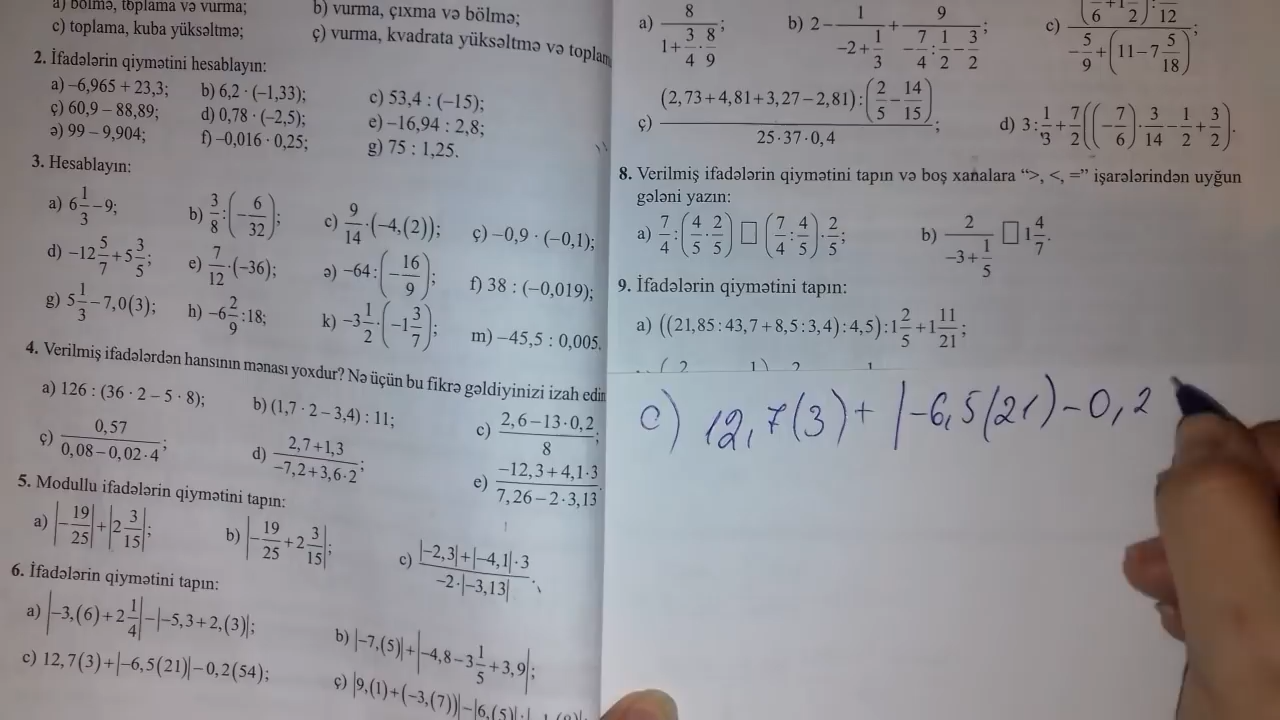 a) bölmə, toplama və vurma;
b) vurma, çıxma və bölmə;
c) toplama, kuba yüksəltmə;
ç) vurma, kvadrata yüksəltmə və toplam
2. İfadələrin qiymətini hesablayın:
a) –6,965 + 23,3; b) 6,2 · (–1,33); c) 53,4 : (–15);
ç) 60,9 – 88,89; d) 0,78 · (–2,5); e) –16,94 : 2,8;
ə) 99 – 9,904; f) –0,016 · 0,25; g) 75 : 1,25.
3. Hesablayın:
a) 6 1/3 – 9; b) 3/8 : (– 6/32); c) 9/14 · (–4,(2)); ç) –0,9 · (–0,1);
d) –12 5/7 + 5 3/5; e) 7/12 · (–36); ə) –64 : (– 16/9); f) 38 : (–0,019);
g) 5 1/3 – 7,0(3); h) –6 2/9 : 18; k) –3 1/2 · (–1 3/7); m) –45,5 : 0,005.
4. Verilmiş ifadələrdən hansının mənası yoxdur? Nə üçün bu fikrə gəldiyinizi izah edin
a) 126 : (36 · 2 – 5 · 8); b) (1,7 · 2 – 3,4) : 11; c) (2,6 – 13 · 0,2)/8;
ç) 0,57/(0,08 – 0,02 · 4); d) (2,7 + 1,3)/(–7,2 + 3,6 · 2); e) (–12,3 + 4,1 · 3)/(7,26 – 2 · 3,13).
5. Modullu ifadələrin qiymətini tapın:
a) |– 19/25| + |2 3/15|; b) |– 19/25 + 2 3/15|; c) (|–2,3| + |–4,1| · 3)/(–2 · |–3,13|).
6. İfadələrin qiymətini tapın:
a) |–3,(6) + 2 1/4| – |–5,3 + 2,(3)|; b) |–7,(5)| + |–4,8 – 3 1/5 + 3,9|;
c) 12,7(3) + |–6,5(21)| – 0,2(54); ç) |9,(1) + (–3,(7))| – |6,(5)| ·
a) 8/(1 + 3/4 · 8/9); b) 2 – 1/(–2 + 1/3) + 9/(– 7/4 : 1/2 – 3/2); c) /(– 5/9 + (11 – 7 5/18));
ç) (2,73 + 4,81 + 3,27 – 2,81) : (2/5 – 14/15)/(25 · 37 · 0,4); d) 3 : 1/3 + 7/2((– 7/6) · 3/14 – 1/2 + 3/2).
8. Verilmiş ifadələrin qiymətini tapın və boş xanalara “>, <, =” işarələrindən uyğun
gələni yazın:
a) 7/4 : (4/5 · 2/5) □ (7/4 : 4/5) · 2/5; b) 2/(–3 + 1/5) □ 1 4/7.
9. İfadələrin qiymətini tapın:
a) ((21,85 : 43,7 + 8,5 : 3,4) : 4,5) : 1 2/5 + 1 11/21;
c) 12,7(3) + |–6,5(21) – 0,2